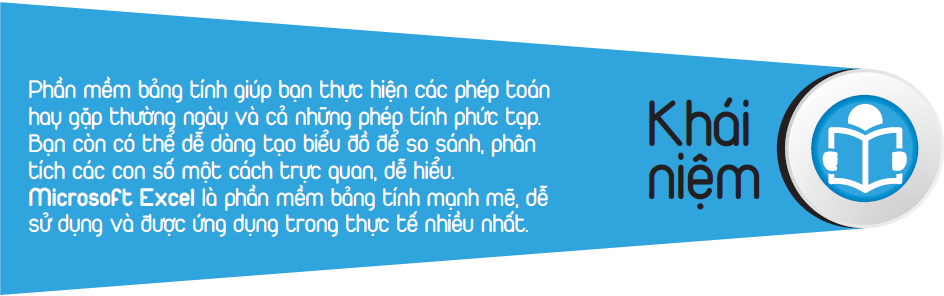 Phần mềm bảng tính giúp bạn thực hiện các phép toán
hay gặp thường ngày và cả những phép tính phức tạp.
Bạn còn có thể dễ dàng tạo biểu đồ để so sánh, phân
tích các con số một cách trực quan, dễ hiểu.
Microsoft Excel là phần mềm bảng tính mạnh mẽ, dễ
sử dụng và được ứng dụng trong thực tế nhiều nhất.
Khái
niệm